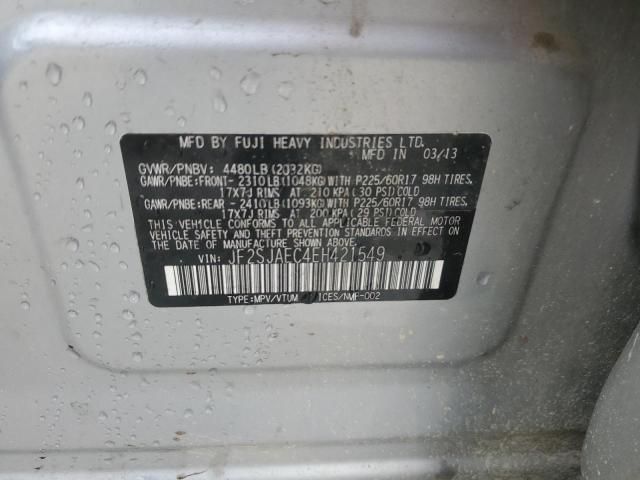 MFD BY FUJI HEAVY INDUSTRIES LTD.
MFD IN 03/13
GVWR/PNBV: 4480LB(2032KG)
GAWR/PNBE:FRONT- 2310LB(1048KG)WITH P225/60R17 98H TIRES,
17X7J RIMS AT 210 KPA(30 PSI)COLD
GAWR/PNBE:REAR - 2410LB(1093KG)WITH P225/60R17 98H TIRES,
17X7J RIMS AT 200 KPA(29 PSI)COLD
THIS VEHICLE CONFORMS TO ALL APPLICABLE FEDERAL MOTOR
VEHICLE SAFETY AND THEFT PREVENTION STANDARDS IN EFFECT ON
THE DATE OF MANUFACTURE SHOWN ABOVE.
VIN: JF2SJAEC4EH421549
TYPE:MPV/VTUM ICES/NMB-002